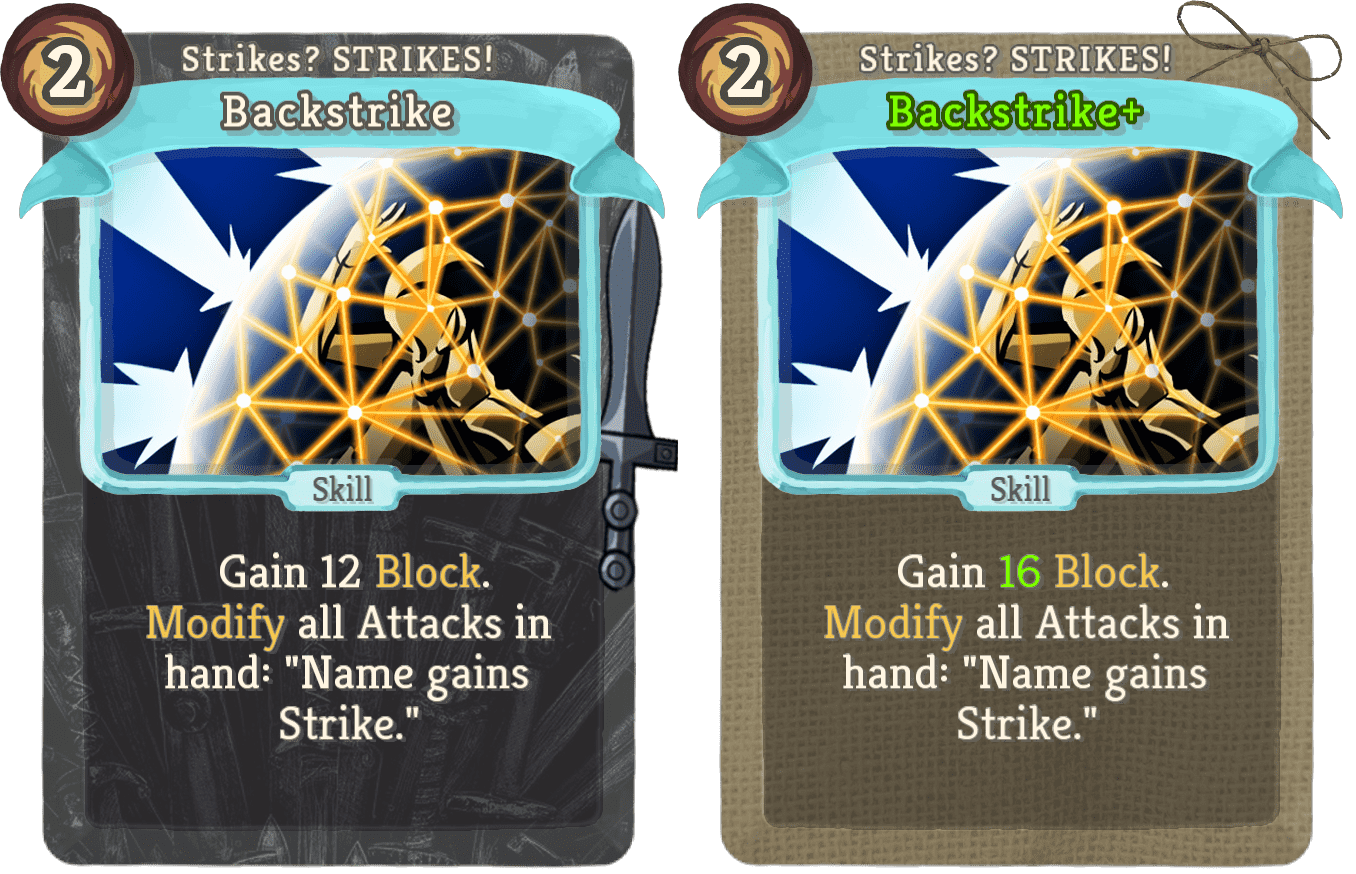 2
Strikes? STRIKES!
Backstrike
Skill
Gain 12 Block.
Modify all Attacks in
hand: "Name gains
Strike."
2
Strikes? STRIKES!
Backstrike+
Skill
Gain 16 Block.
Modify all Attacks in
hand: "Name gains
Strike."